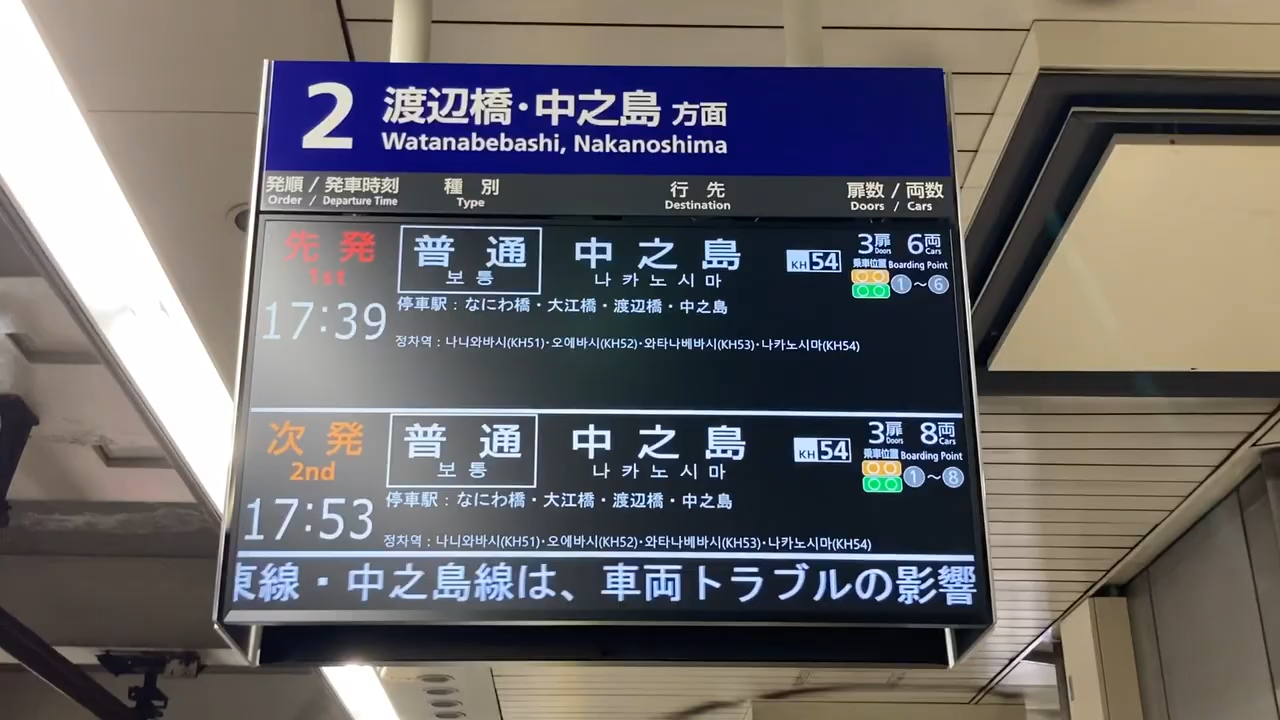 2 渡辺橋・中之島 方面
Watanabebashi, Nakanoshima
発順 / 発車時刻 種別 行先 扉数 / 両数
Order / Departure Time Type Destination Doors / Cars
先発 普通 中之島 KH54 3扉 6両
1st 보통 나카노시마 Doors Cars
乗車位置 Boarding Point
①～⑥
17:39 停車駅：なにわ橋・大江橋・渡辺橋・中之島
정차역 : 나니와바시(KH51)・오에바시(KH52)・와타나베바시(KH53)・나카노시마(KH54)
次発 普通 中之島 KH54 3扉 8両
2nd 보통 나카노시마 Doors Cars
乗車位置 Boarding Point
①～⑧
17:53 停車駅：なにわ橋・大江橋・渡辺橋・中之島
정차역 : 나니와바시(KH51)・오에바시(KH52)・와타나베바시(KH53)・나카노시마(KH54)
東線・中之島線は、車両トラブルの影響